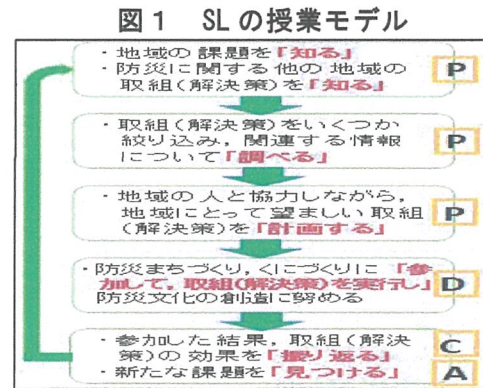 図1 SLの授業モデル
・地域の課題を「知る」
・防災に関する他の地域の
取組(解決策)を「知る」
P
・取組(解決策)をいくつか
絞り込み，関連する情報
について「調べる」
P
・地域の人と協力しながら，
地域にとって望ましい取組
(解決策)を「計画する」
P
・防災まちづくり，くにづくりに「参
加して，取組(解決策)を実行し」
防災文化の創造に努める
D
・参加した結果，取組(解決
策)の効果を「振り返る」
C
・新たな課題を「見つける」
A